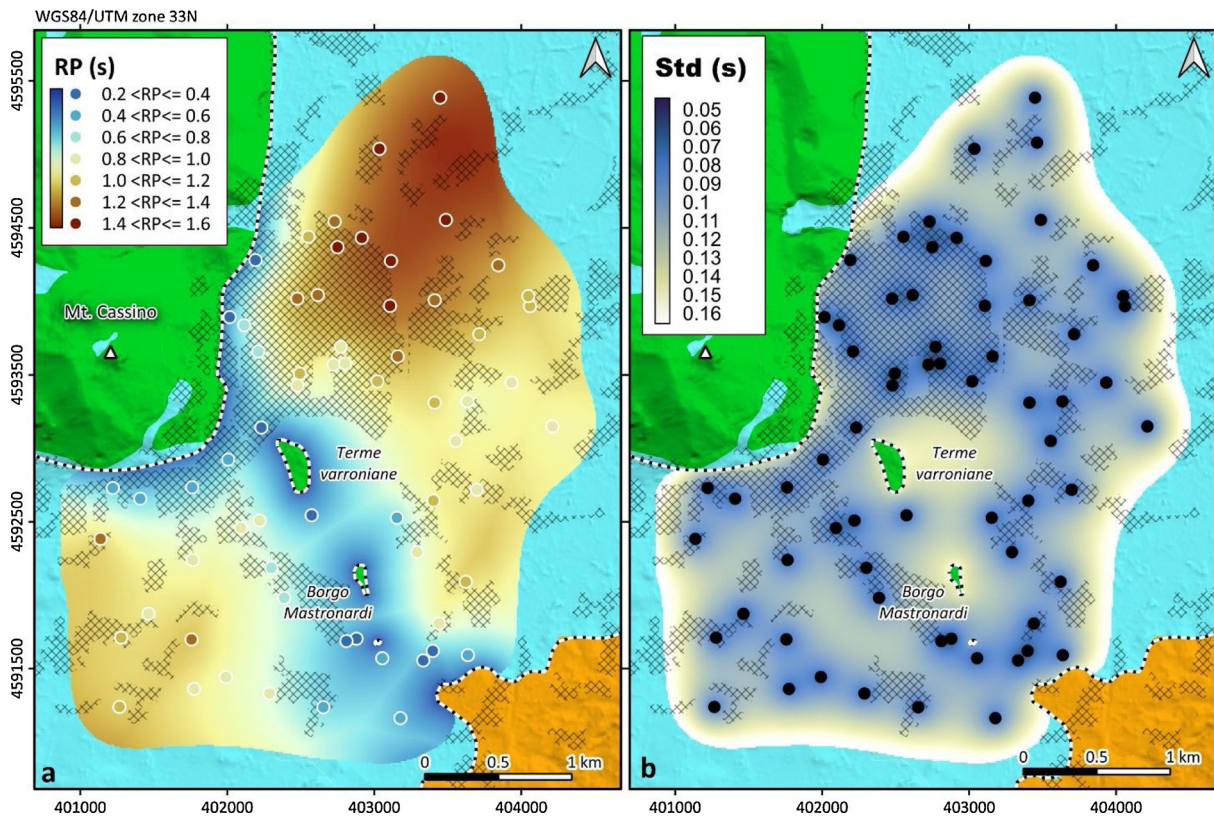 WGS84/UTM zone 33N
RP (s)
0.2 <RP<= 0.4
0.4 <RP<= 0.6
0.6 <RP<= 0.8
0.8 <RP<= 1.0
1.0 <RP<= 1.2
1.2 <RP<= 1.4
1.4 <RP<= 1.6
4595500
4594500
4593500
4592500
4591500
Mt. Cassino
Terme
varroniane
Borgo
Mastronardi
a
0 0.5 1 km
401000 402000 403000 404000
Std (s)
0.05
0.06
0.07
0.08
0.09
0.1
0.11
0.12
0.13
0.14
0.15
0.16
Terme
varroniane
Borgo
Mastronardi
b
0 0.5 1 km
401000 402000 403000 404000